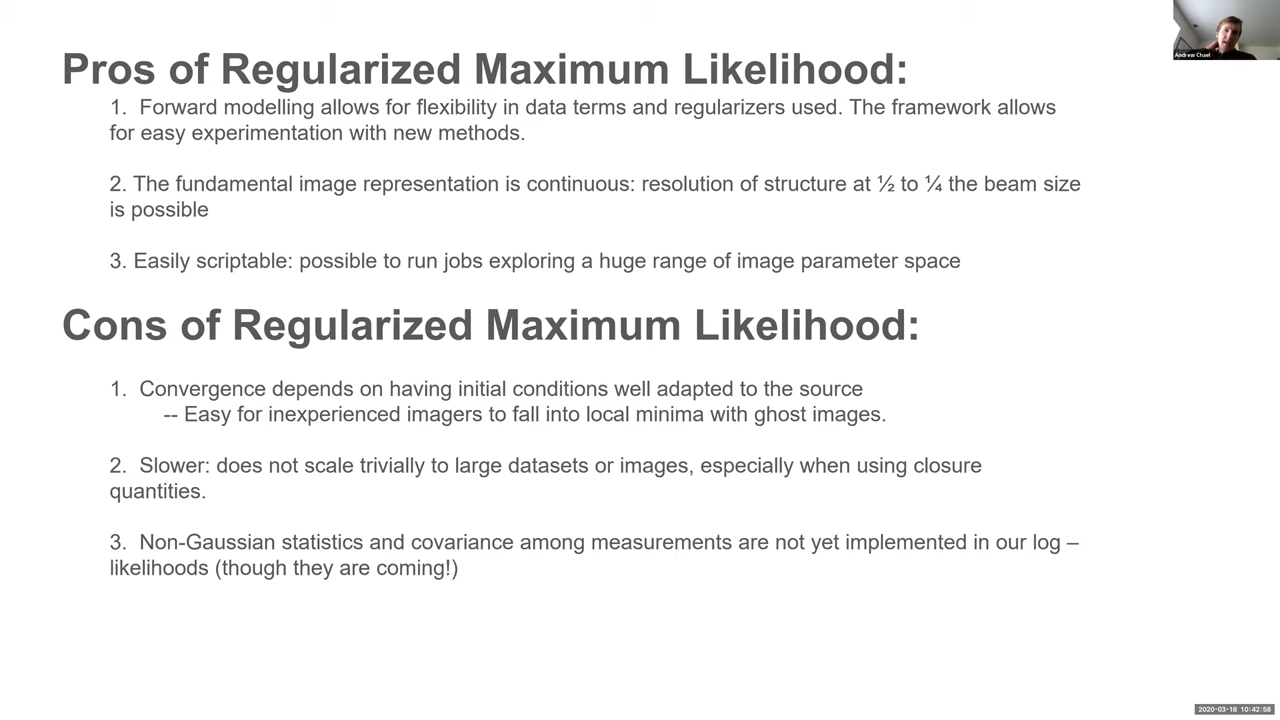 Andrew Chael
Pros of Regularized Maximum Likelihood:
1. Forward modelling allows for flexibility in data terms and regularizers used. The framework allows
for easy experimentation with new methods.
2. The fundamental image representation is continuous: resolution of structure at ½ to ¼ the beam size
is possible
3. Easily scriptable: possible to run jobs exploring a huge range of image parameter space
Cons of Regularized Maximum Likelihood:
1. Convergence depends on having initial conditions well adapted to the source
-- Easy for inexperienced imagers to fall into local minima with ghost images.
2. Slower: does not scale trivially to large datasets or images, especially when using closure
quantities.
3. Non-Gaussian statistics and covariance among measurements are not yet implemented in our log –
likelihoods (though they are coming!)
2020-03-18 10:42:58